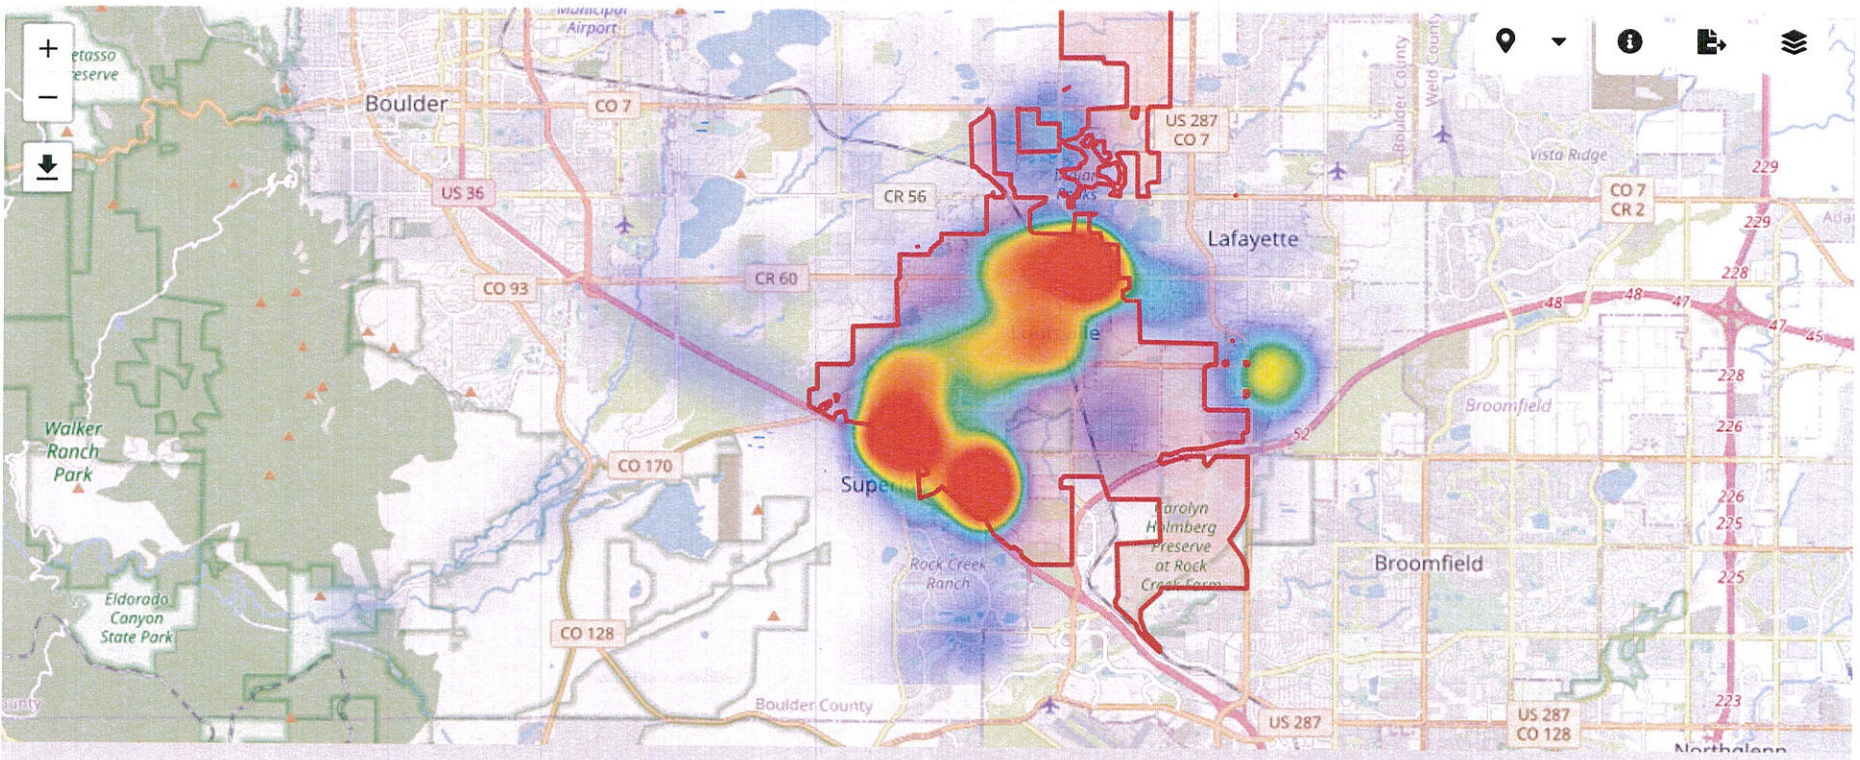 Municipal
Airport
+
etasso
reserve
−
Boulder
CO 7
US 36
CR 56
US 287
CO 7
Boulder County
Weld County
Vista Ridge
CO 7
CR 2
229
229
Lafayette
CO 93
CR 60
228
48
48
47
47
45
228
Broomfield
226
52
Walker
Ranch
Park
CO 170
Supe
226
225
Carolyn
Holmberg
Preserve
at Rock
Creek Farm
Rock Creek
Ranch
Broomfield
225
Eldorado
Canyon
State Park
CO 128
Boulder County
223
US 287
US 287
CO 128
Northglenn